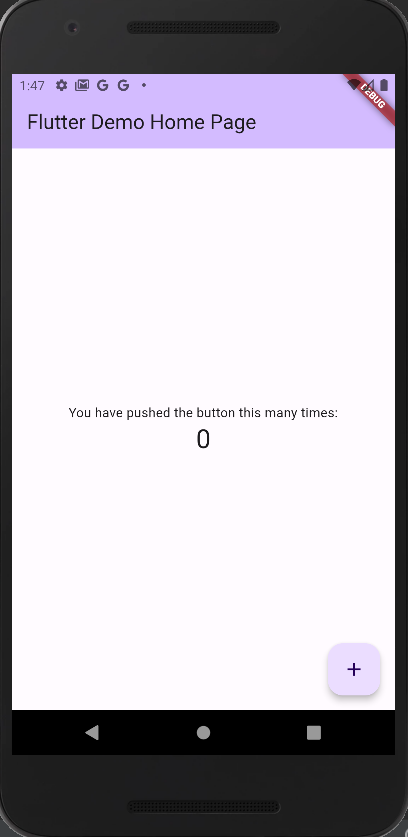 1:47
DEBUG
Flutter Demo Home Page
You have pushed the button this many times:
0